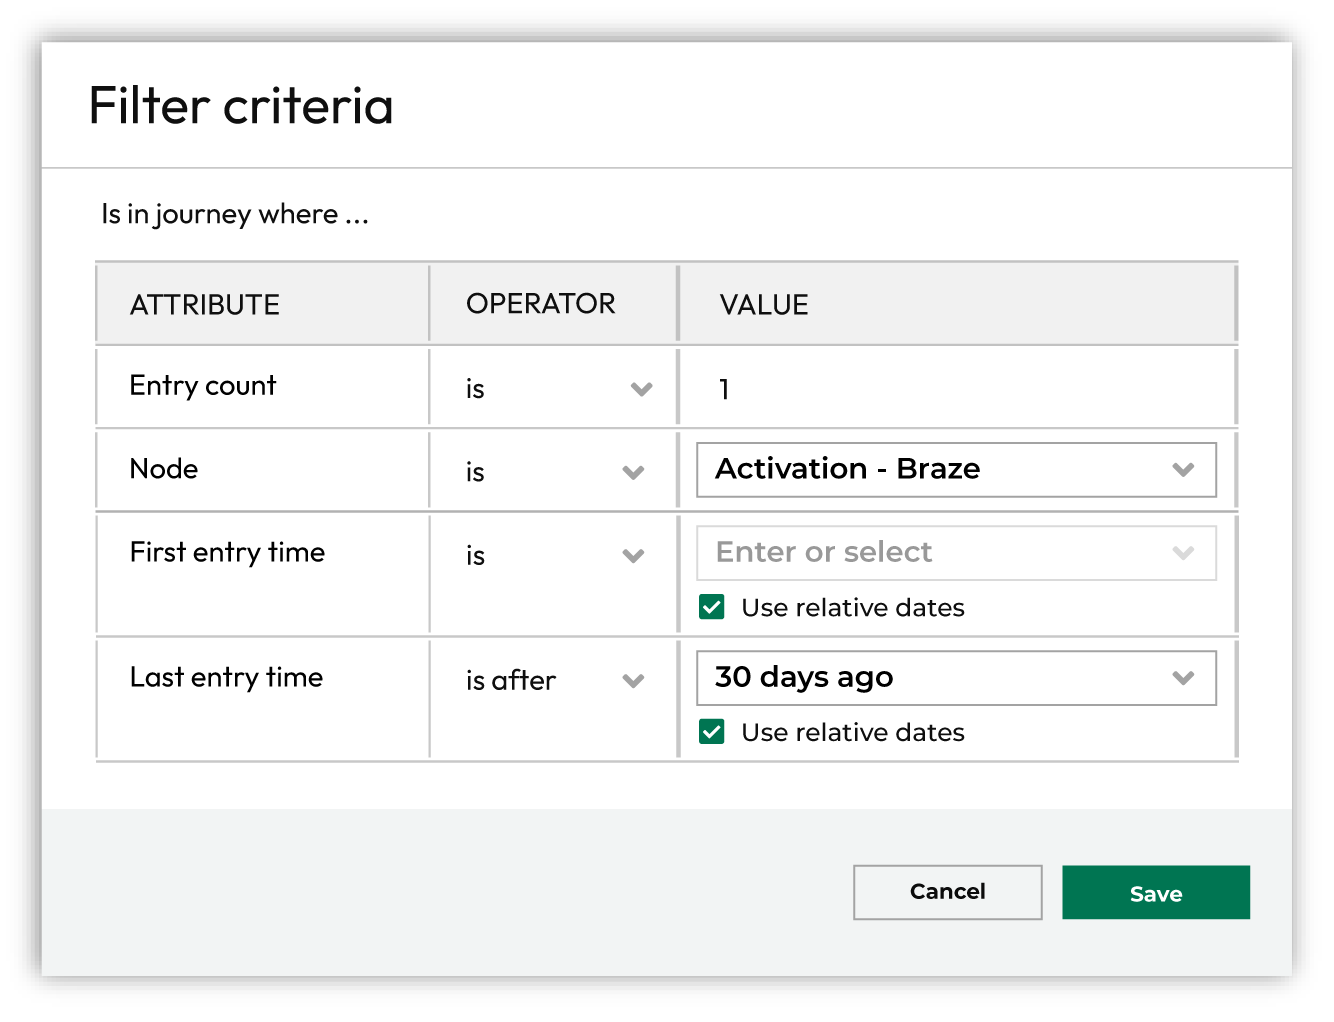 Filter criteria
Is in journey where ...
ATTRIBUTE OPERATOR VALUE
Entry count is 1
Node is Activation - Braze
First entry time is Enter or select
Use relative dates
Last entry time is after 30 days ago
Use relative dates
Cancel Save